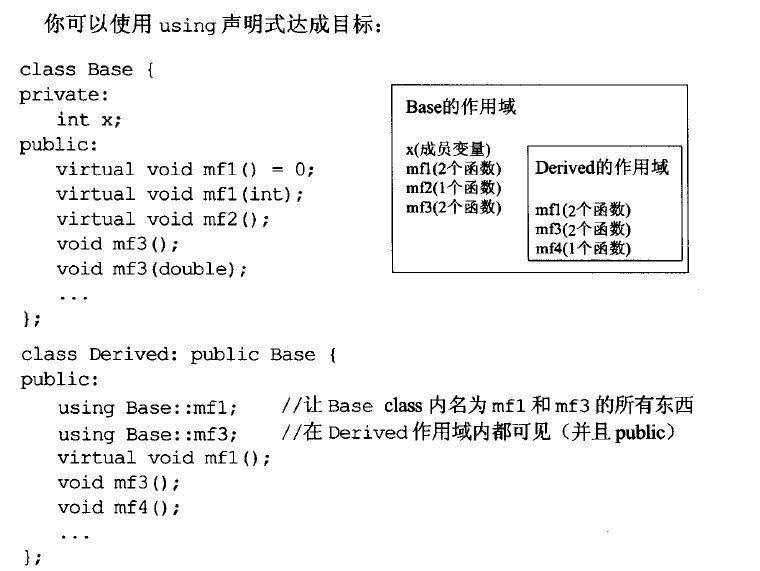 你可以使用 using 声明式达成目标：
class Base {
private:
    int x;
public:
    virtual void mf1() = 0;
    virtual void mf1(int);
    virtual void mf2();
    void mf3();
    void mf3(double);
    ...
};
Base的作用域
x(成员变量)
mf1(2个函数)
mf2(1个函数)
mf3(2个函数)
Derived的作用域
mf1(2个函数)
mf3(2个函数)
mf4(1个函数)
class Derived: public Base {
public:
    using Base::mf1;    //让 Base class 内名为 mf1 和 mf3 的所有东西
    using Base::mf3;    //在 Derived 作用域内都可见（并且 public）
    virtual void mf1();
    void mf3();
    void mf4();
    ...
};